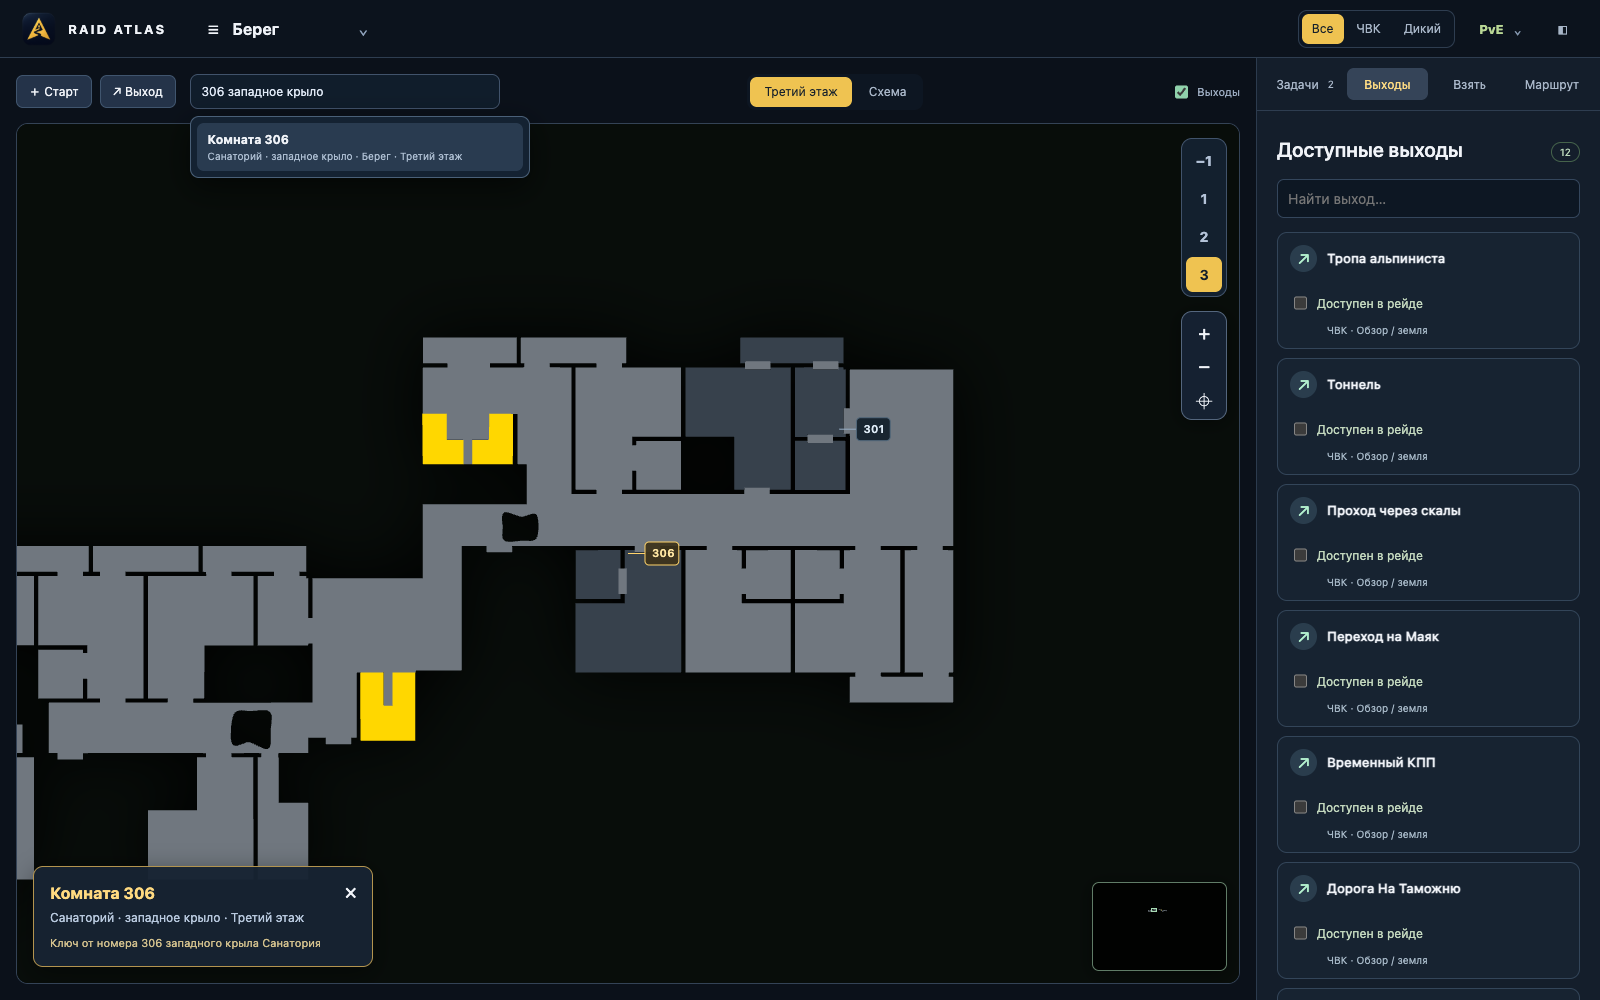 RAID ATLAS
Берег
Все
ЧВК
Дикий
PvE
+ Старт
Выход
306 западное крыло
Третий этаж
Схема
Выходы
Задачи 2
Выходы
Взять
Маршрут
Комната 306
Санаторий · западное крыло · Берег · Третий этаж
−1
1
2
3
+
−
301
306
Комната 306
Санаторий · западное крыло · Третий этаж
Ключ от номера 306 западного крыла Санатория
Доступные выходы
12
Найти выход...
Тропа альпиниста
Доступен в рейде
ЧВК · Обзор / земля
Тоннель
Доступен в рейде
ЧВК · Обзор / земля
Проход через скалы
Доступен в рейде
ЧВК · Обзор / земля
Переход на Маяк
Доступен в рейде
ЧВК · Обзор / земля
Временный КПП
Доступен в рейде
ЧВК · Обзор / земля
Дорога На Таможню
Доступен в рейде
ЧВК · Обзор / земля